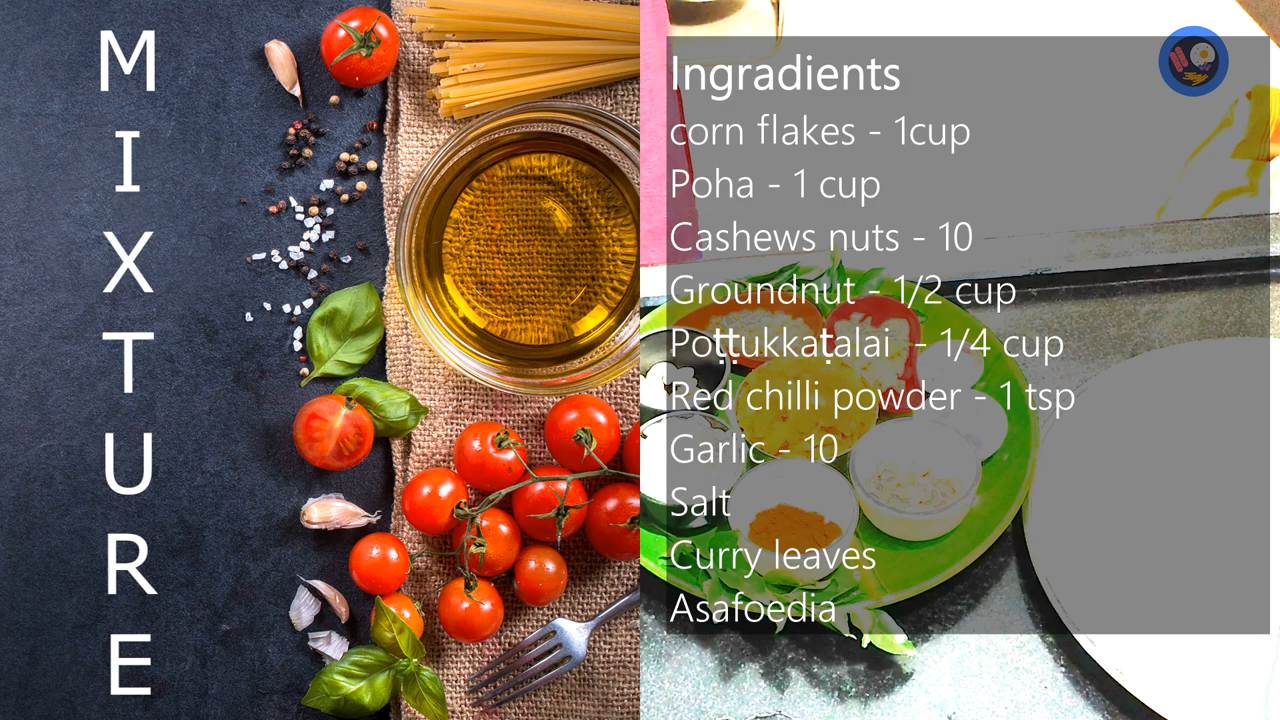 MIXTURE
Ingradients
corn flakes - 1cup
Poha - 1 cup
Cashews nuts - 10
Groundnut - 1/2 cup
Poṭṭukkaṭalai - 1/4 cup
Red chilli powder - 1 tsp
Garlic - 10
Salt
Curry leaves
Asafoedia